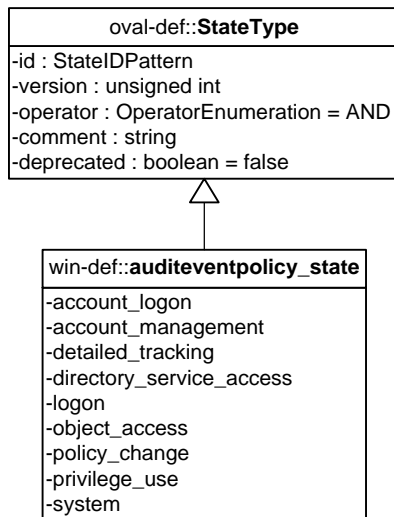 oval-def::StateType
-id : StateIDPattern
-version : unsigned int
-operator : OperatorEnumeration = AND
-comment : string
-deprecated : boolean = false
win-def::auditeventpolicy_state
-account_logon
-account_management
-detailed_tracking
-directory_service_access
-logon
-object_access
-policy_change
-privilege_use
-system